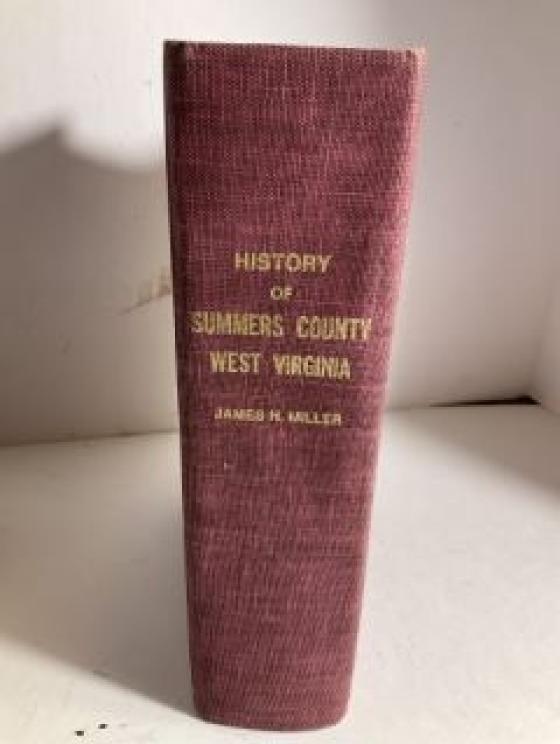 HISTORY
OF
SUMMERS COUNTY
WEST VIRGINIA
JAMES H. MILLER